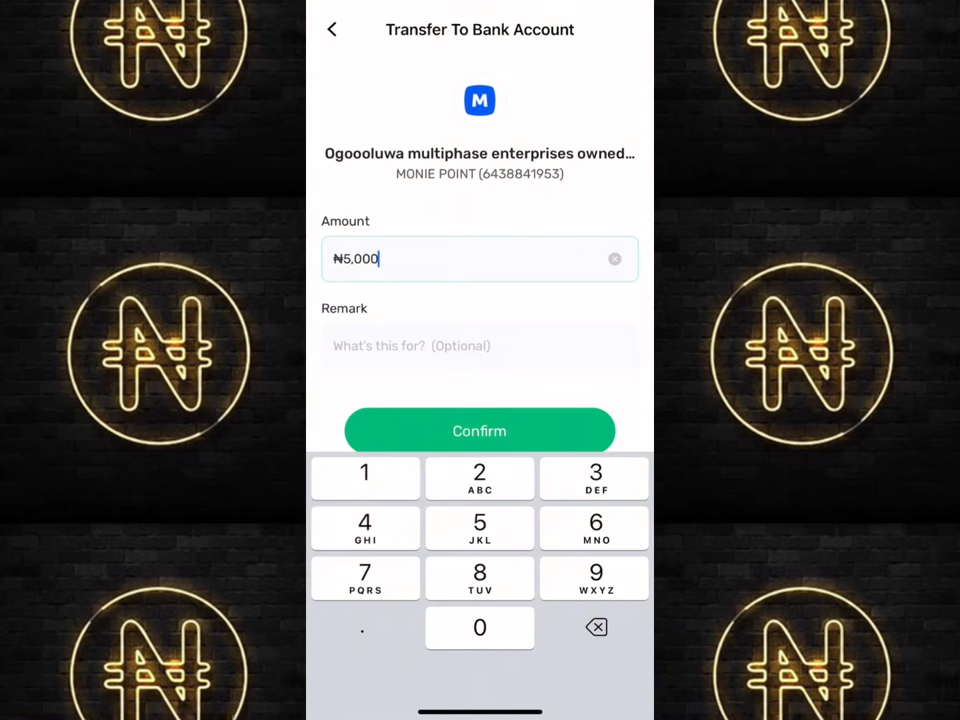 Transfer To Bank Account
M
Ogoooluwa multiphase enterprises owned...
MONIE POINT (6438841953)
Amount
₦5,000
Remark
What's this for? (Optional)
Confirm
1 2 3
ABC DEF
4 5 6
GHI JKL MNO
7 8 9
PQRS TUV WXYZ
. 0